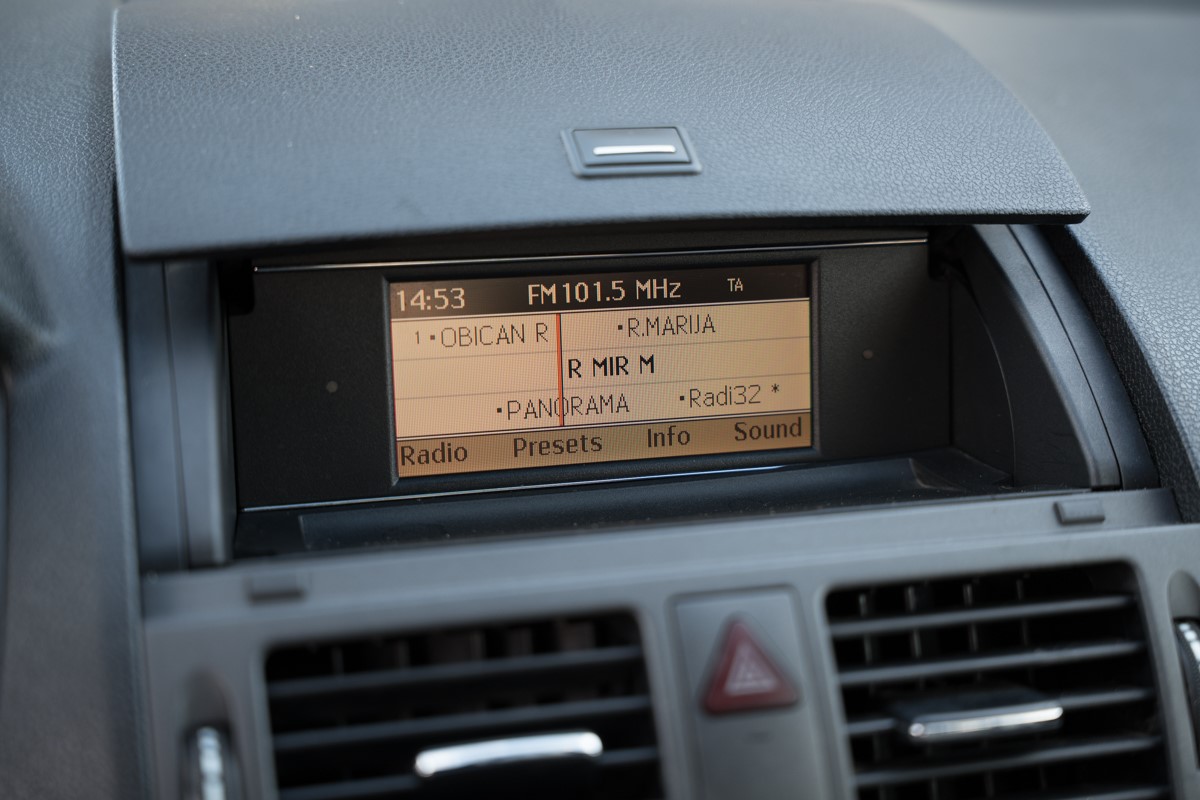 14:53 FM 101.5 MHz TA
1 ▪OBICAN R ▪R.MARIJA
R MIR M
▪PANORAMA ▪Radi32 *
Radio Presets Info Sound